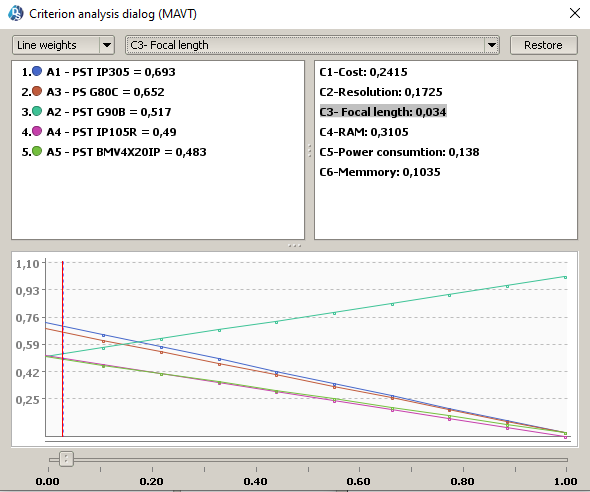 Criterion analysis dialog (MAVT)
Line weights
C3- Focal length
Restore
1. A1 - PST IP305 = 0,693
2. A3 - PS G80C = 0,652
3. A2 - PST G90B = 0,517
4. A4 - PST IP105R = 0,49
5. A5 - PST BMV4X20IP = 0,483
C1-Cost: 0,2415
C2-Resolution: 0,1725
C3- Focal length: 0,034
C4-RAM: 0,3105
C5-Power consumtion: 0,138
C6-Memmory: 0,1035
1,10
0,93
0,76
0,59
0,42
0,25
0.00 0.20 0.40 0.60 0.80 1.00